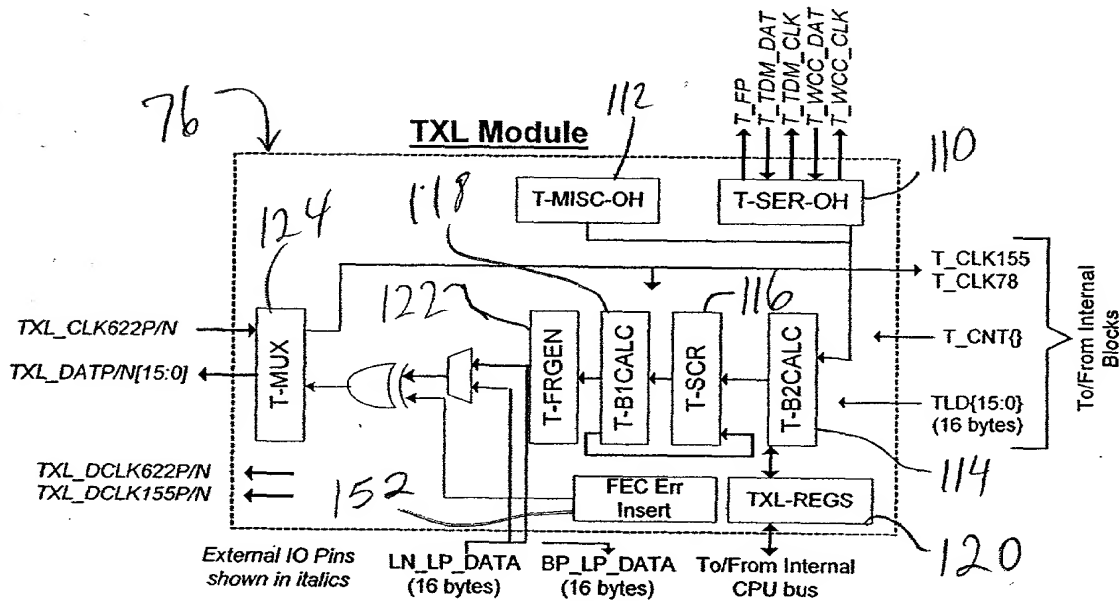 T_FP
T_TDM_DAT
T_TDM_CLK
T_WCC_DAT
T_WCC_CLK
76
TXL Module
112
110
T-MISC-OH
T-SER-OH
118
124
T_CLK155
T_CLK78
122
116
TXL_CLK622P/N
T_CNT{}
TXL_DATP/N[15:0]
T-MUX
T-FRGEN
T-B1CALC
T-SCR
T-B2CALC
TLD{15:0}
(16 bytes)
To/From Internal
Blocks
TXL_DCLK622P/N
TXL_DCLK155P/N
152
FEC Err
Insert
TXL-REGS
114
120
External IO Pins
shown in italics
LN_LP_DATA
(16 bytes)
BP_LP_DATA
(16 bytes)
To/From Internal
CPU bus